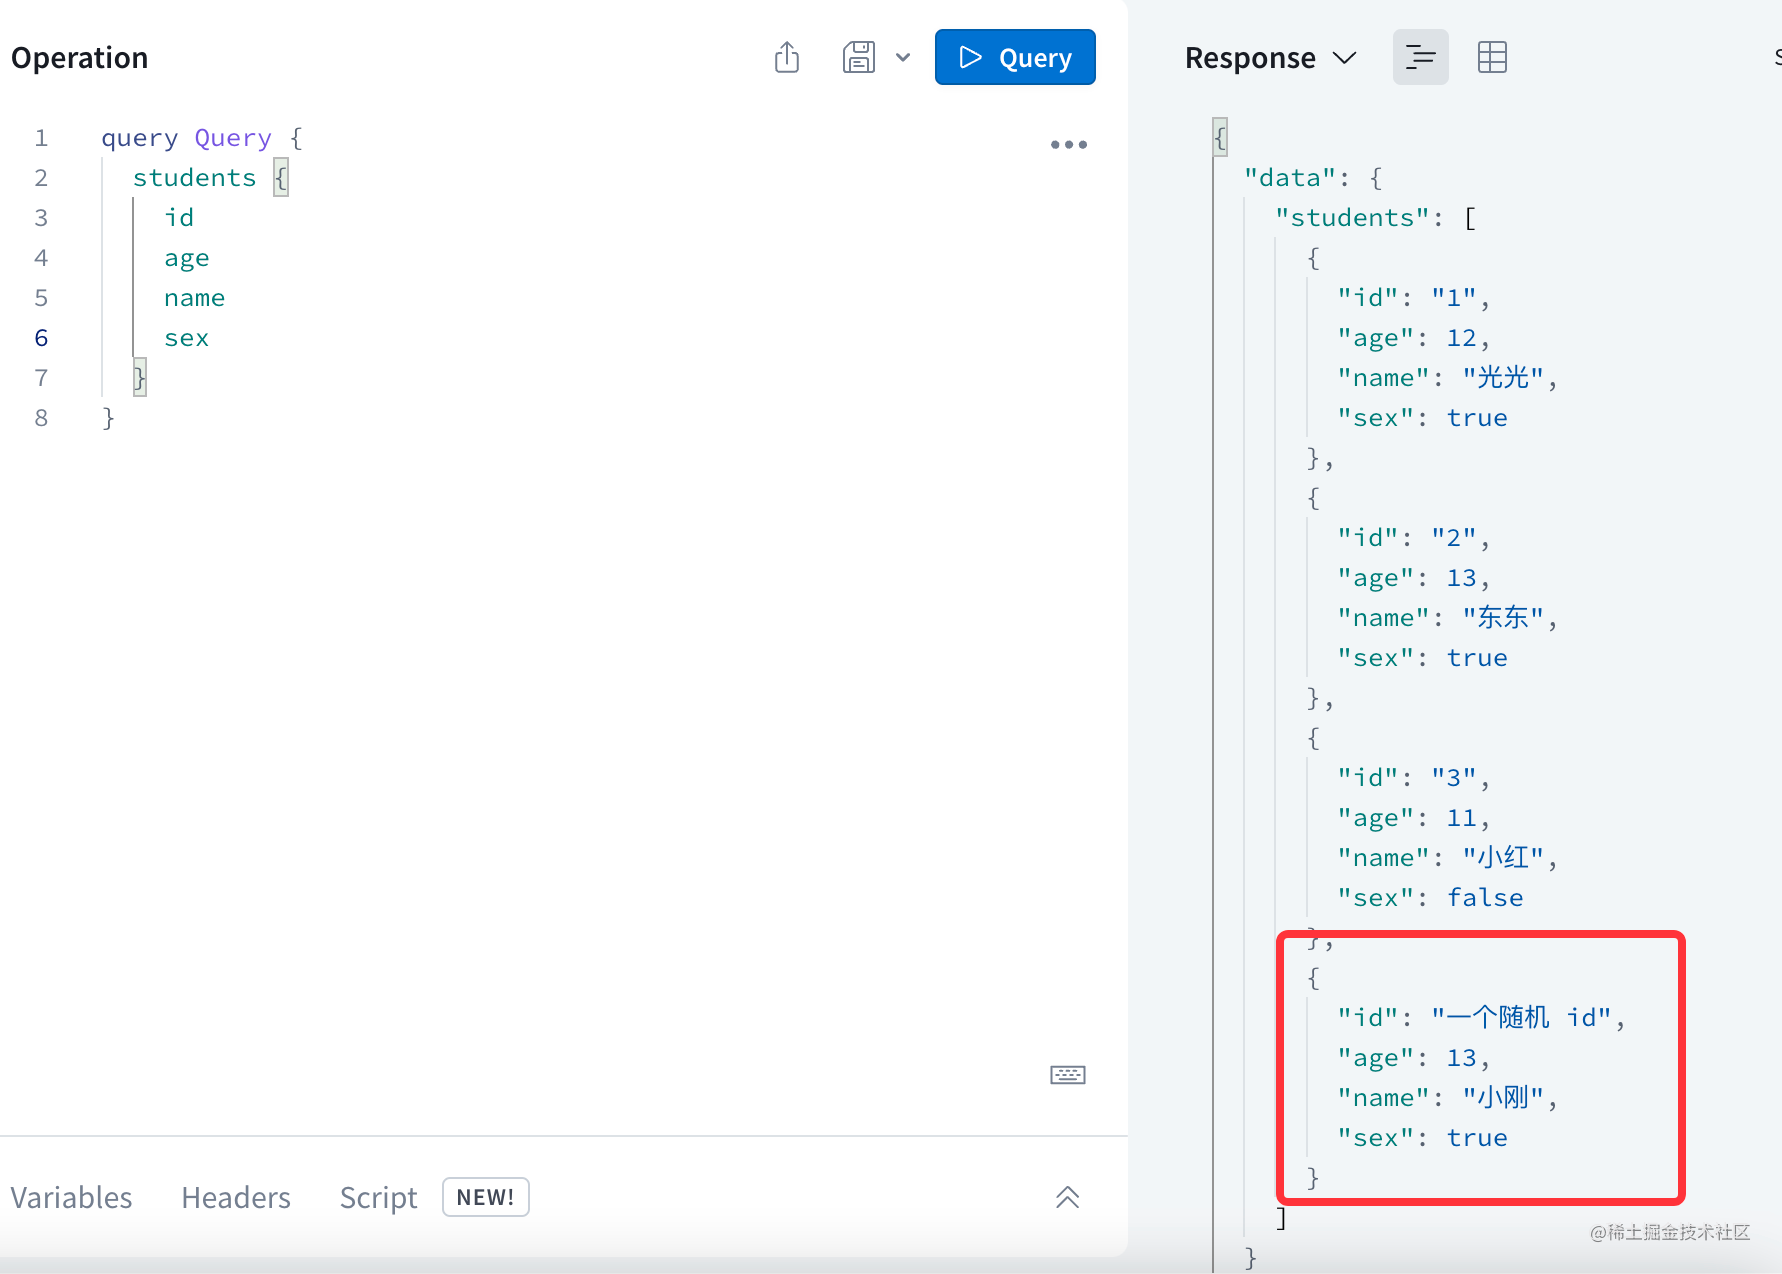 Operation
Query
1 query Query {
2 students {
3 id
4 age
5 name
6 sex
7 }
8 }
Variables Headers Script NEW!
Response
{
"data": {
"students": [
{
"id": "1",
"age": 12,
"name": "光光",
"sex": true
},
{
"id": "2",
"age": 13,
"name": "东东",
"sex": true
},
{
"id": "3",
"age": 11,
"name": "小红",
"sex": false
},
{
"id": "一个随机 id",
"age": 13,
"name": "小刚",
"sex": true
}
]
}
@稀土掘金技术社区